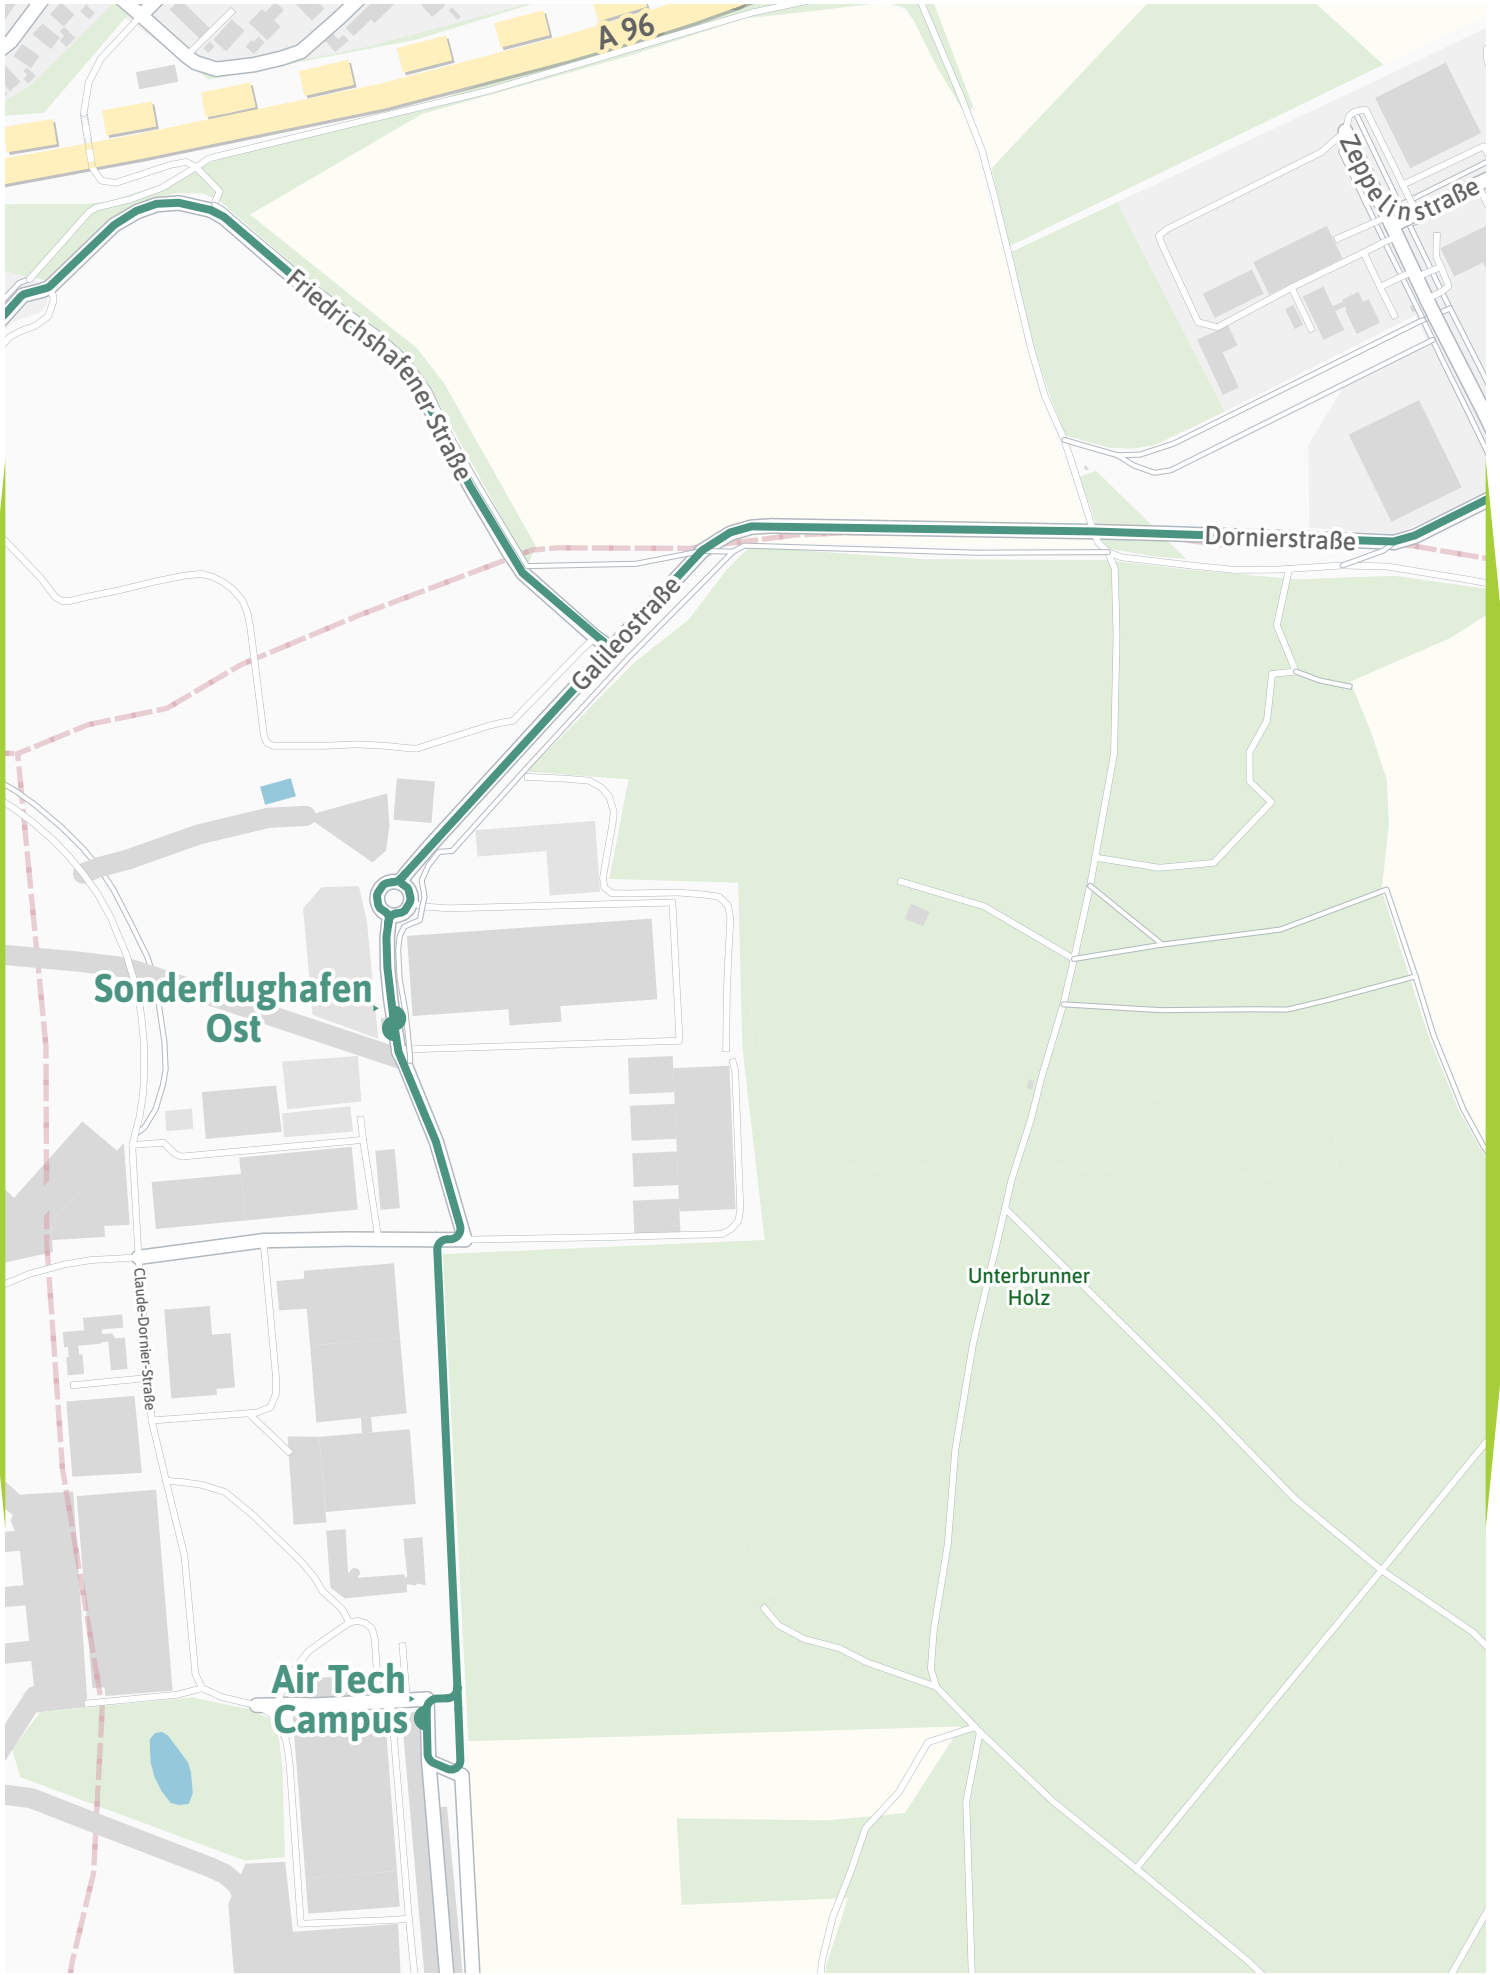 A 96
Zeppelinstraße
Friedrichshafener Straße
Dornierstraße
Galileostraße
Sonderflughafen
Ost
Unterbrunner
Holz
Claude-Dornier-Straße
Air Tech
Campus